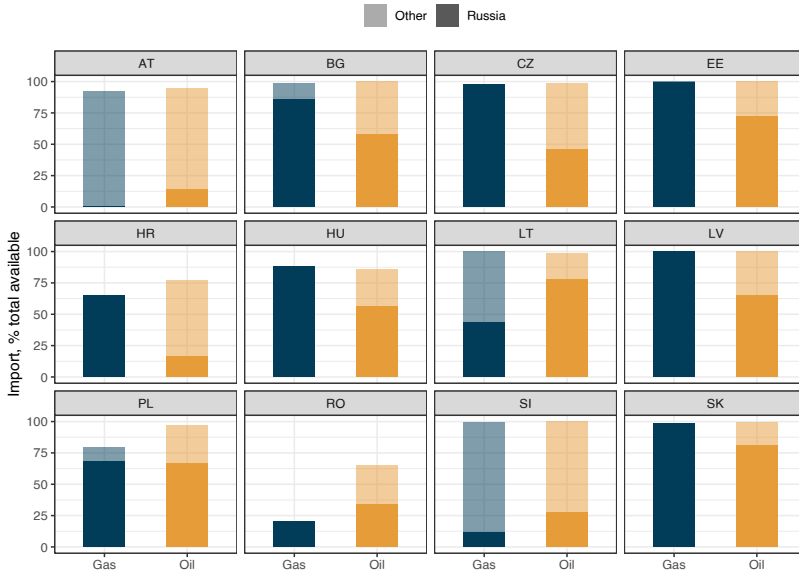 Other Russia
AT BG CZ EE
100
75
50
25
0
HR HU LT LV
100
75
50
25
0
PL RO SI SK
100
75
50
25
0
Gas Oil Gas Oil Gas Oil Gas Oil
Import, % total available